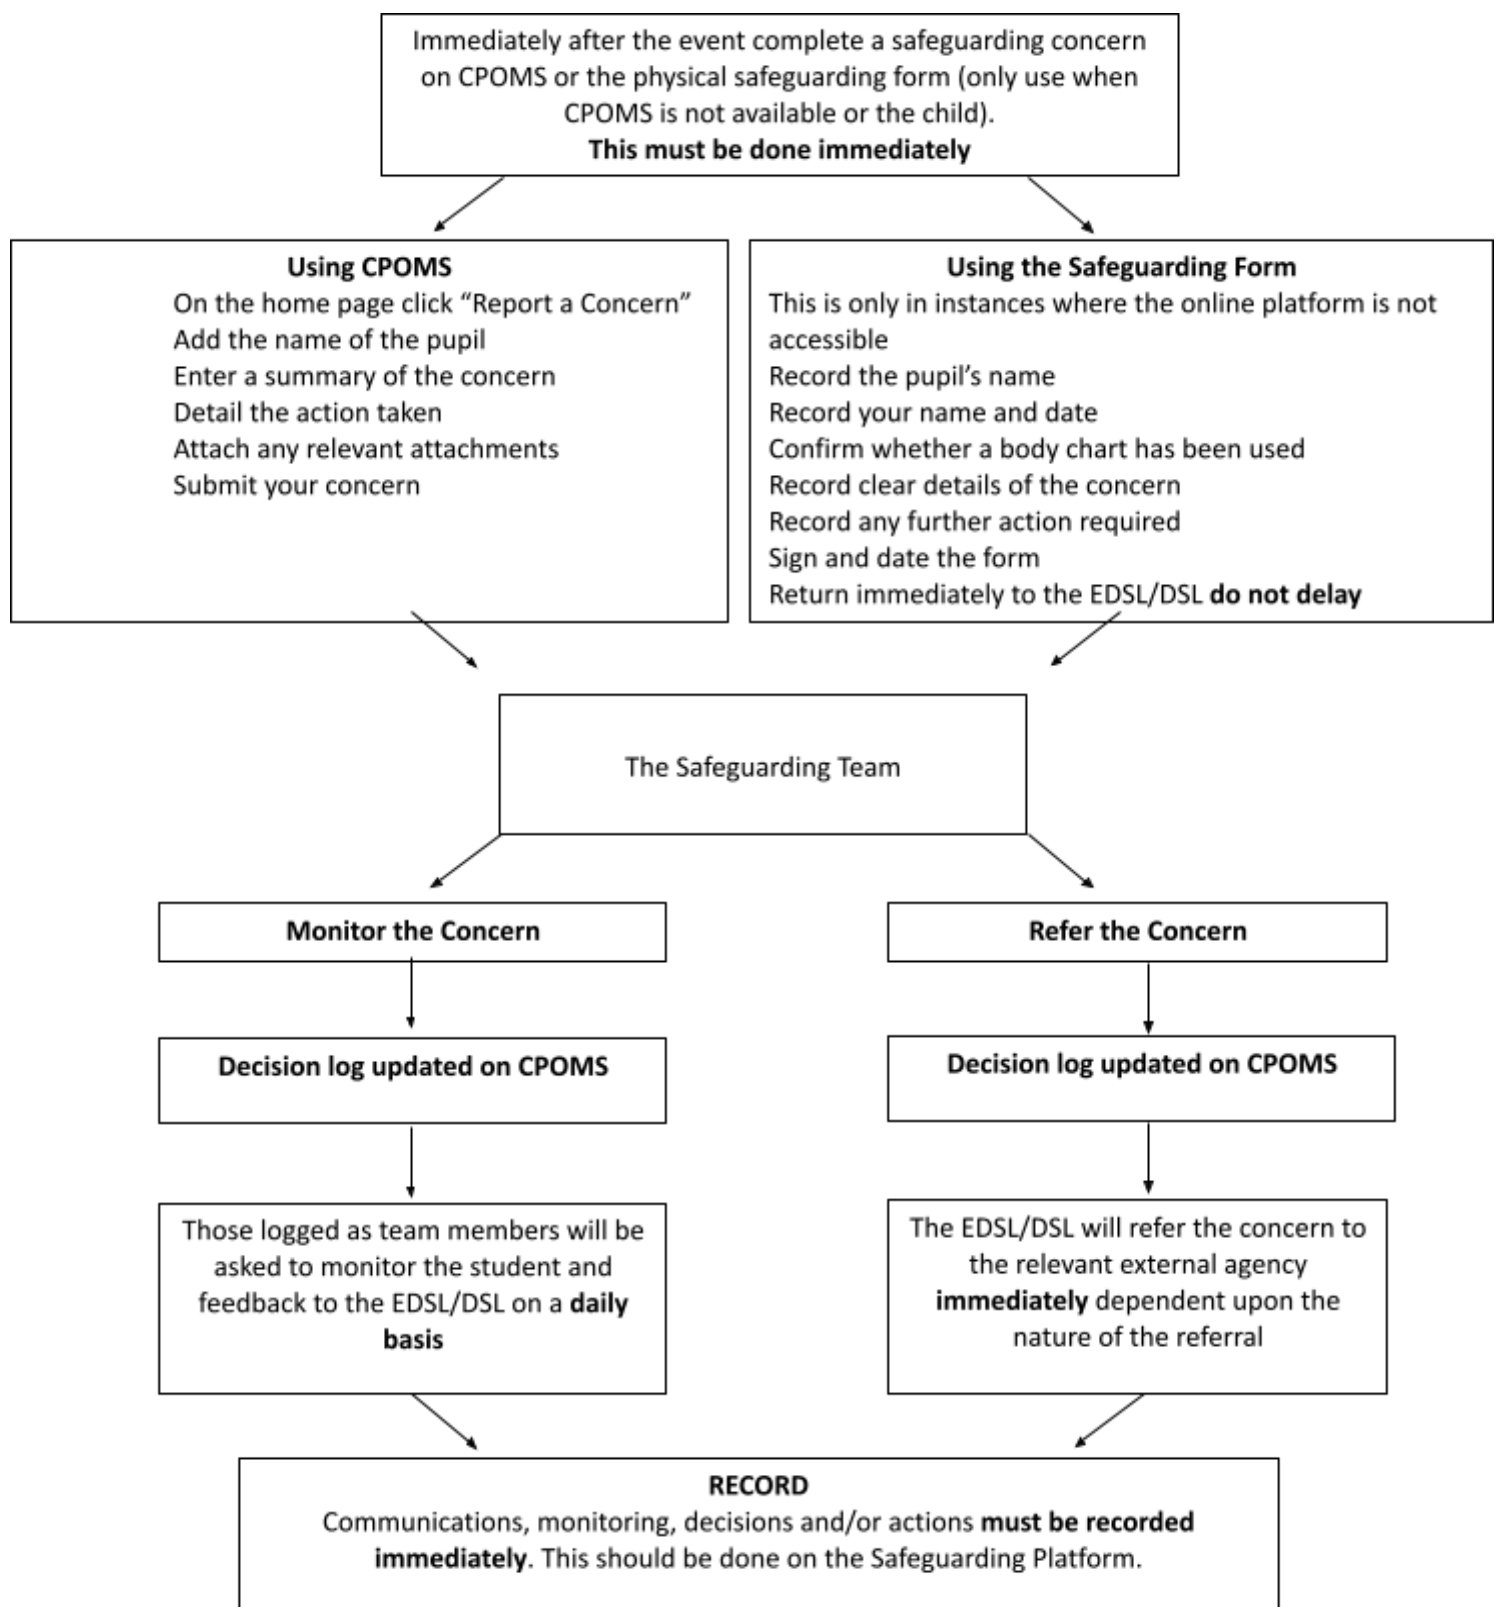 Immediately after the event complete a safeguarding concern
on CPOMS or the physical safeguarding form (only use when
CPOMS is not available or the child).
This must be done immediately
Using CPOMS
On the home page click “Report a Concern”
Add the name of the pupil
Enter a summary of the concern
Detail the action taken
Attach any relevant attachments
Submit your concern
Using the Safeguarding Form
This is only in instances where the online platform is not
accessible
Record the pupil’s name
Record your name and date
Confirm whether a body chart has been used
Record clear details of the concern
Record any further action required
Sign and date the form
Return immediately to the EDSL/DSL do not delay
The Safeguarding Team
Monitor the Concern
Refer the Concern
Decision log updated on CPOMS
Decision log updated on CPOMS
Those logged as team members will be
asked to monitor the student and
feedback to the EDSL/DSL on a daily
basis
The EDSL/DSL will refer the concern to
the relevant external agency
immediately dependent upon the
nature of the referral
RECORD
Communications, monitoring, decisions and/or actions must be recorded
immediately. This should be done on the Safeguarding Platform.